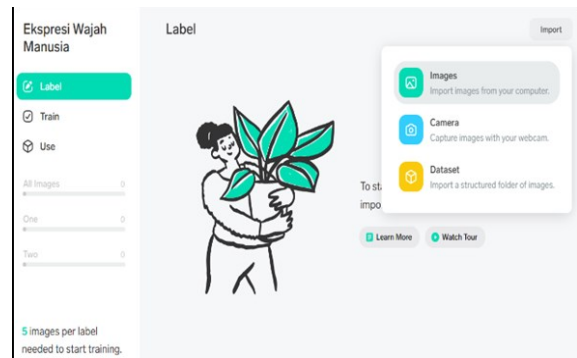 Ekspresi Wajah
Manusia
Label
Train
Use
All Images 0
One 0
Two 0
5 images per label
needed to start training.
Label
Import
Images
Import images from your computer.
Camera
Capture images with your webcam.
Dataset
Import a structured folder of images.
To
Learn More
Watch Tour